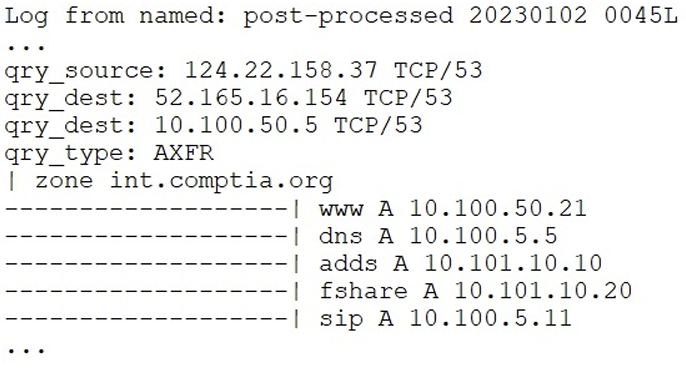 Log from named: post-processed 20230102 0045L
...
qry_source: 124.22.158.37 TCP/53
qry_dest: 52.165.16.154 TCP/53
qry_dest: 10.100.50.5 TCP/53
qry_type: AXFR
| zone int.comptia.org
-------------------| www A 10.100.50.21
-------------------| dns A 10.100.5.5
-------------------| adds A 10.101.10.10
-------------------| fshare A 10.101.10.20
-------------------| sip A 10.100.5.11
...